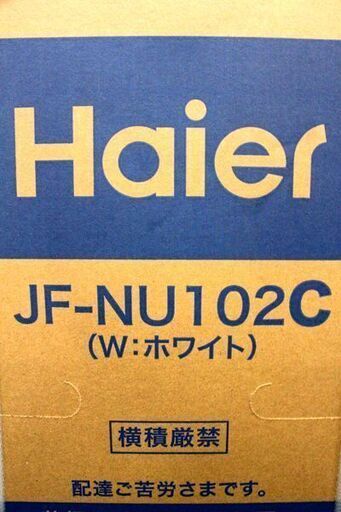 Haier
JF-NU102C
(W:ホワイト)
横積厳禁
配達ご苦労さまです。